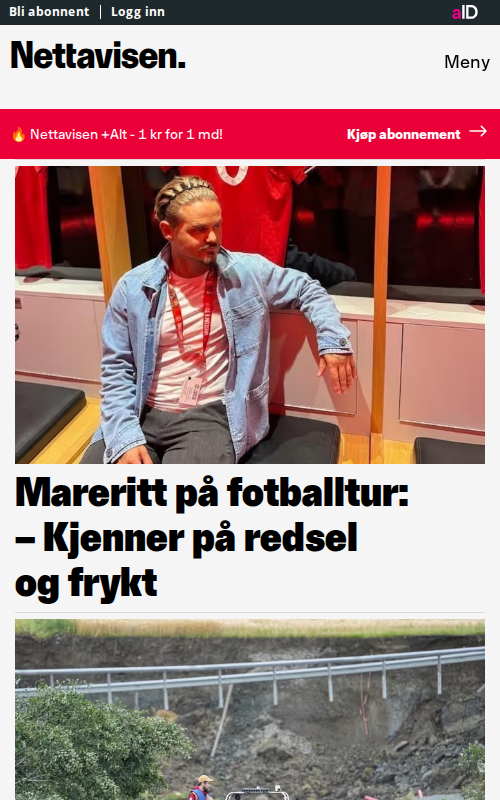 Bli abonnent | Logg inn
aID
Nettavisen.
Meny
🔥 Nettavisen +Alt - 1 kr for 1 md!
Kjøp abonnement →
Mareritt på fotballtur:
– Kjenner på redsel
og frykt